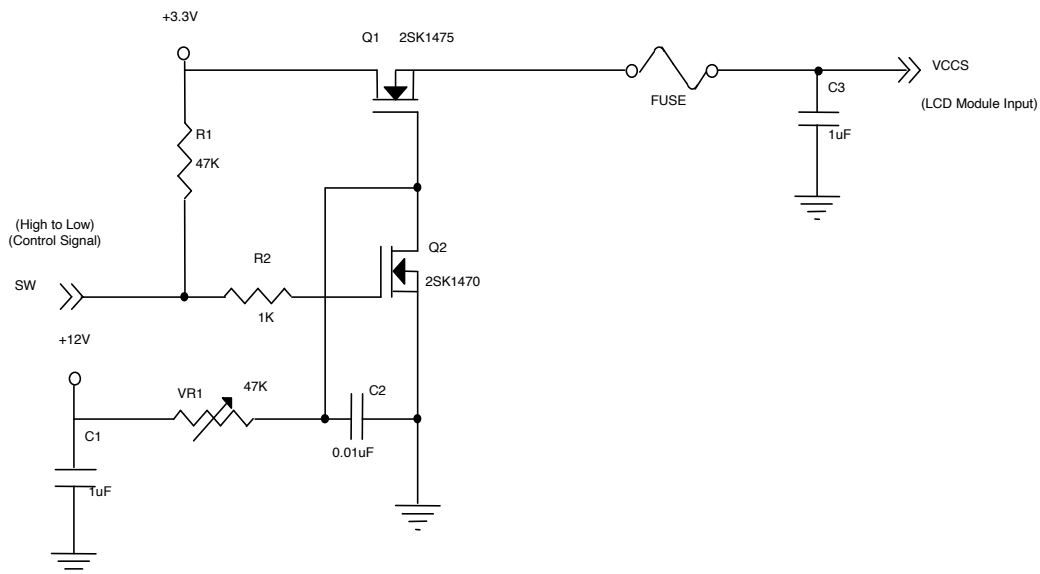 +3.3V
Q1 2SK1475
VCCS
FUSE
C3
(LCD Module Input)
1uF
R1
47K
(High to Low)
(Control Signal)
Q2
R2
2SK1470
SW
1K
+12V
VR1
47K
C2
C1
0.01uF
1uF